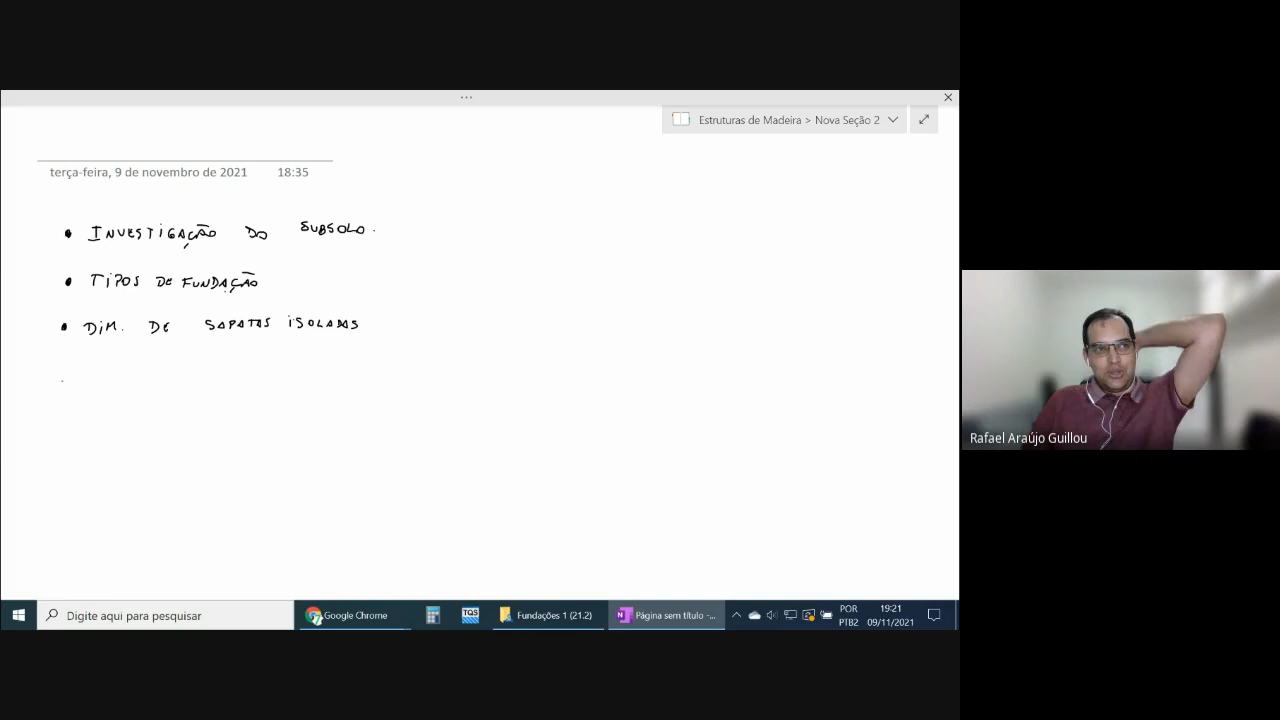 Estruturas de Madeira > Nova Seção 2
terça-feira, 9 de novembro de 2021 18:35
• INVESTIGAÇÃO DO SUBSOLO.
• TIPOS DE FUNDAÇÃO
• DIM. DE SAPATAS ISOLADAS
Rafael Araújo Guillou
Digite aqui para pesquisar
Google Chrome
TQS
Fundações 1 (21.2)
Página sem título -...
POR
PTB2
19:21
09/11/2021